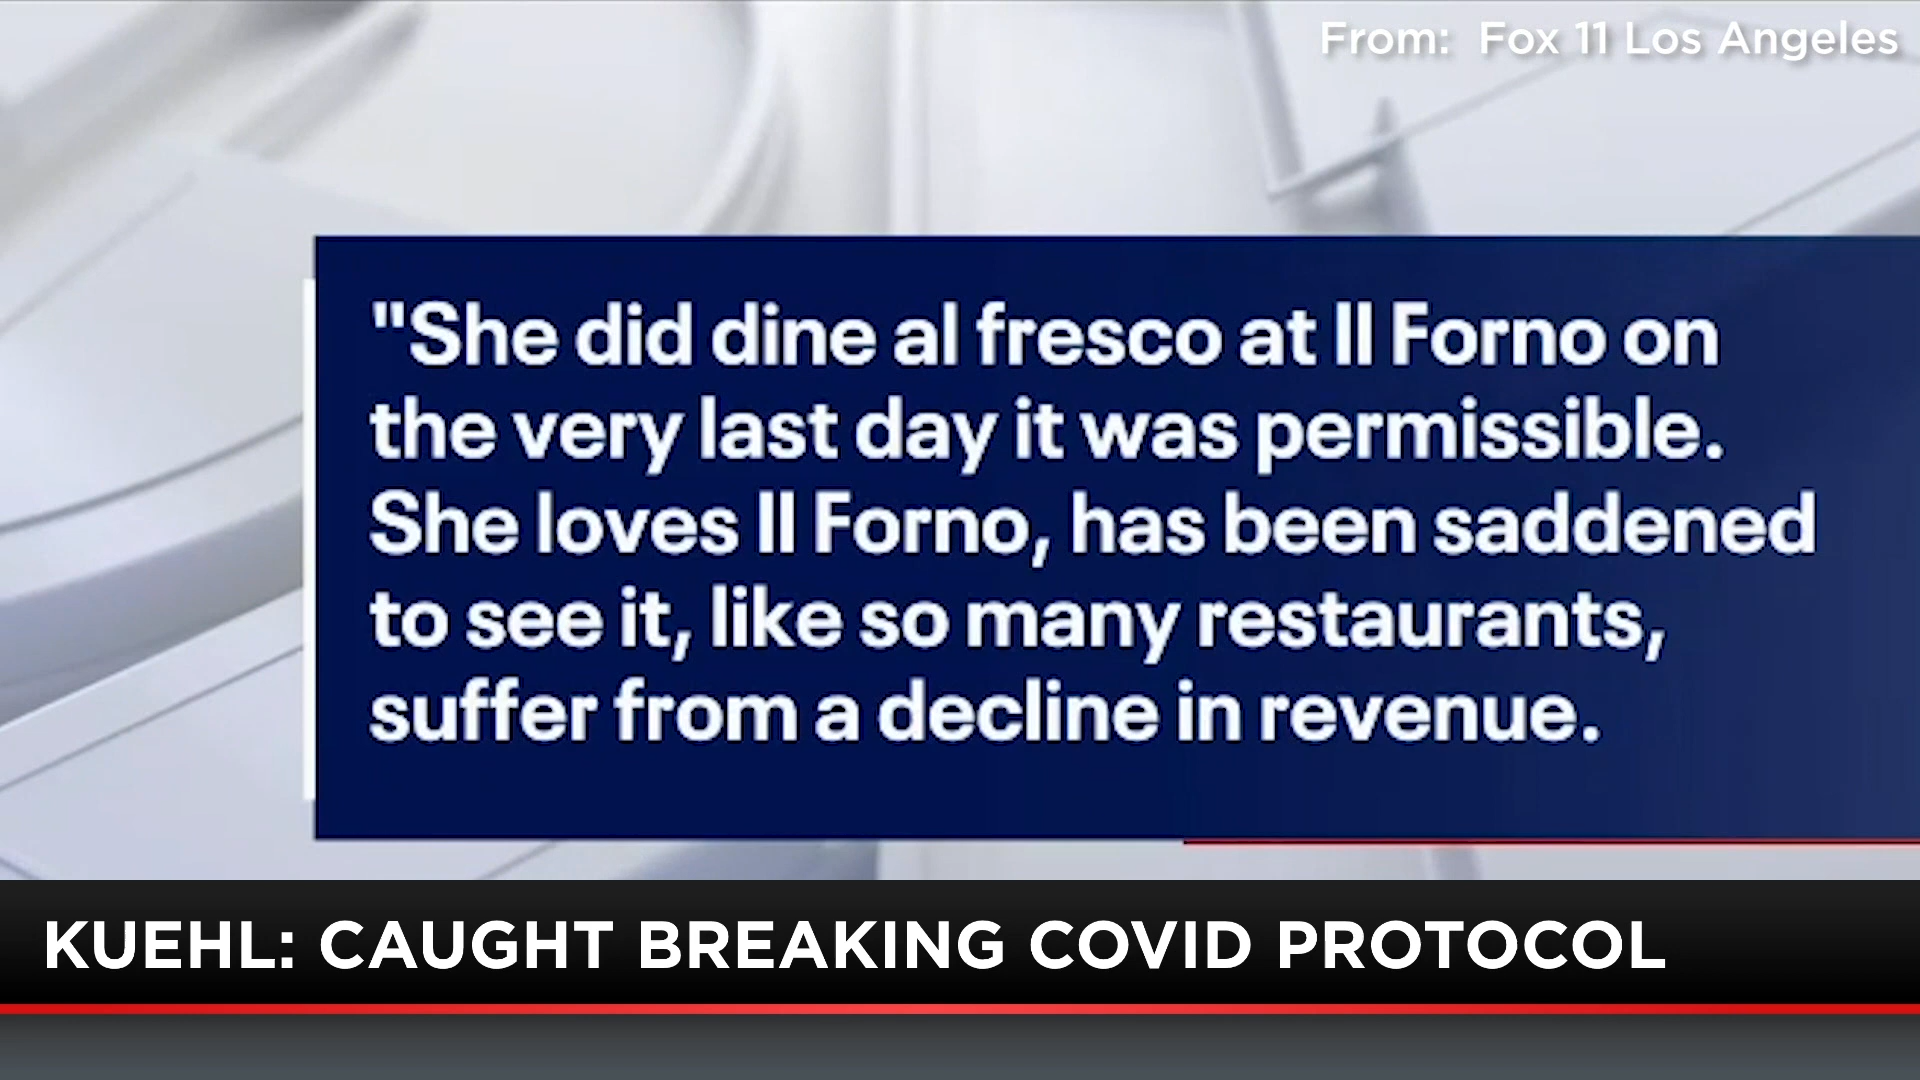 From: Fox 11 Los Angeles
"She did dine al fresco at Il Forno on
the very last day it was permissible.
She loves Il Forno, has been saddened
to see it, like so many restaurants,
suffer from a decline in revenue.
KUEHL: CAUGHT BREAKING COVID PROTOCOL